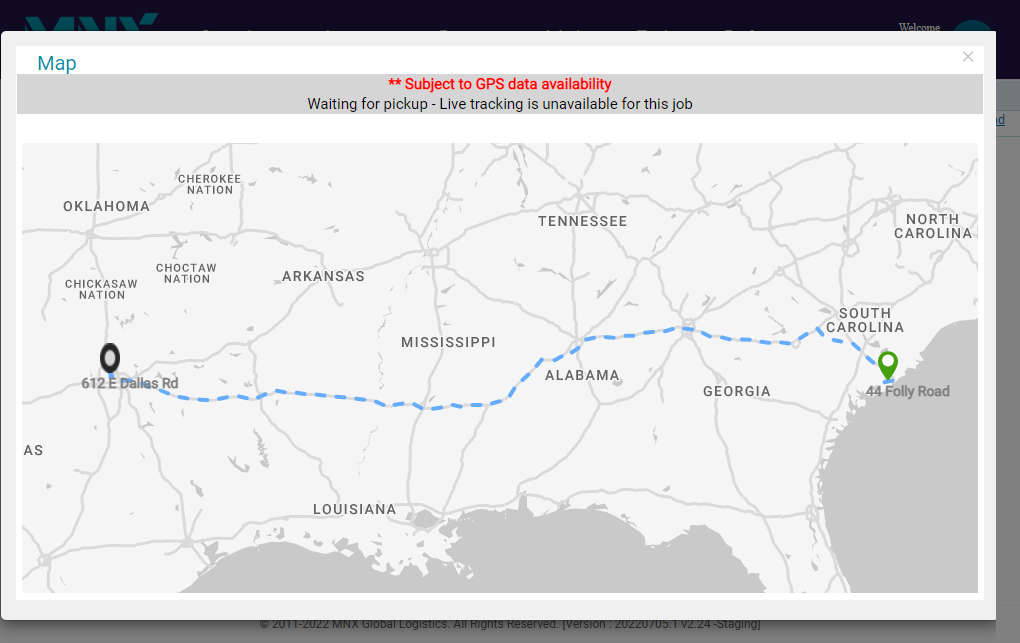 MNX
Welcome
Map
×
** Subject to GPS data availability
Waiting for pickup - Live tracking is unavailable for this job
CHEROKEE
NATION
OKLAHOMA
TENNESSEE
NORTH
CAROLINA
CHOCTAW
NATION
ARKANSAS
CHICKASAW
NATION
SOUTH
CAROLINA
MISSISSIPPI
ALABAMA
612 E Dallas Rd
GEORGIA
44 Folly Road
AS
LOUISIANA
© 2011-2022 MNX Global Logistics. All Rights Reserved. [Version : 20220705.1 v2.24 -Staging]